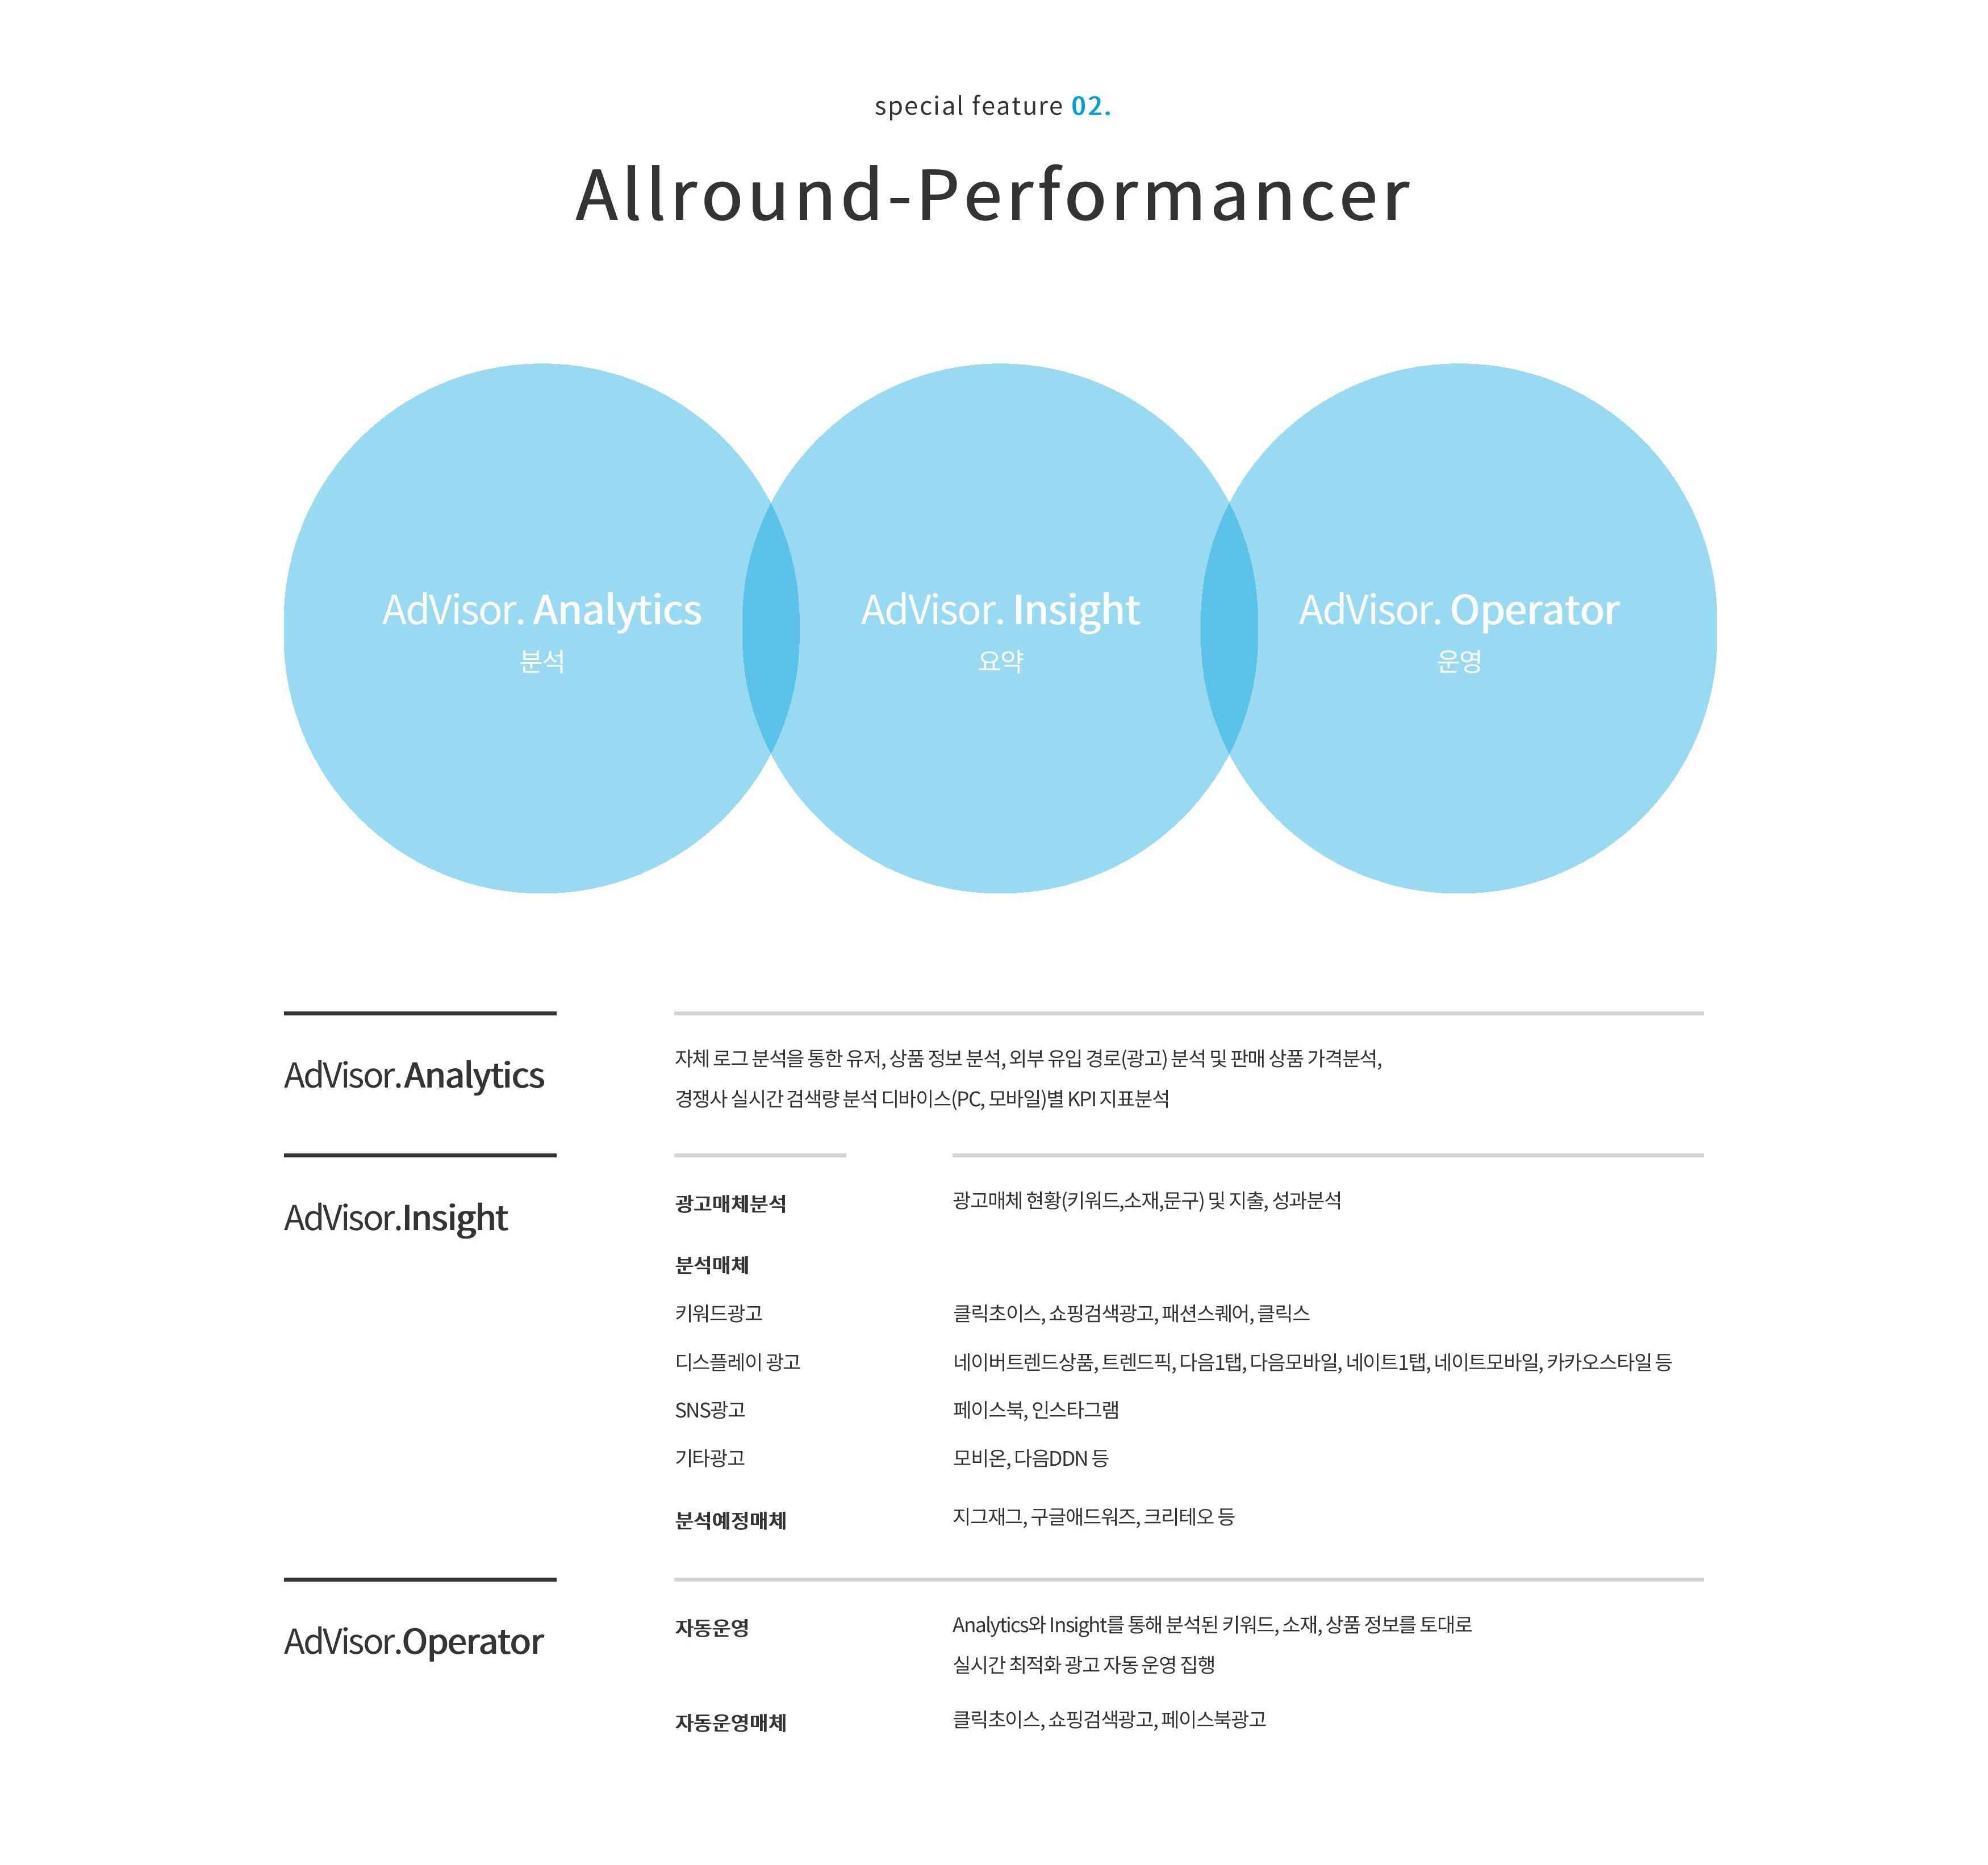 special feature 02.
Allround-Performancer
AdVisor. Analytics
분석
AdVisor. Insight
요약
AdVisor. Operator
운영
AdVisor.Analytics
자체 로그 분석을 통한 유저, 상품 정보 분석, 외부 유입 경로(광고) 분석 및 판매 상품 가격분석,
경쟁사 실시간 검색량 분석 디바이스(PC, 모바일)별 KPI 지표분석
AdVisor.Insight
광고매체분석 광고매체 현황(키워드,소재,문구) 및 지출, 성과분석
분석매체
키워드광고 클릭초이스, 쇼핑검색광고, 패션스퀘어, 클릭스
디스플레이 광고 네이버트렌드상품, 트렌드픽, 다음1탭, 다음모바일, 네이트1탭, 네이트모바일, 카카오스타일 등
SNS광고 페이스북, 인스타그램
기타광고 모비온, 다음DDN 등
분석예정매체 지그재그, 구글애드워즈, 크리테오 등
AdVisor.Operator
자동운영 Analytics와 Insight를 통해 분석된 키워드, 소재, 상품 정보를 토대로
실시간 최적화 광고 자동 운영 집행
자동운영매체 클릭초이스, 쇼핑검색광고, 페이스북광고